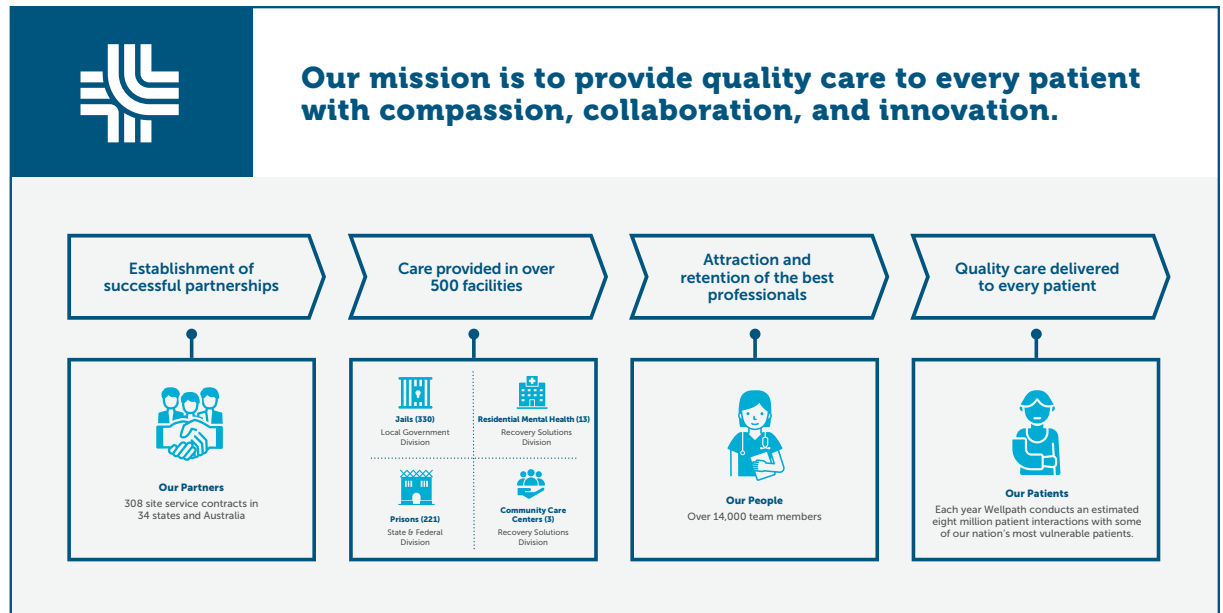 Our mission is to provide quality care to every patient
with compassion, collaboration, and innovation.
Establishment of
successful partnerships
Care provided in over
500 facilities
Attraction and
retention of the best
professionals
Quality care delivered
to every patient
Our Partners
308 site service contracts in
34 states and Australia
Jails (330)
Local Government
Division
Residential Mental Health (13)
Recovery Solutions
Division
Prisons (221)
State & Federal
Division
Community Care
Centers (3)
Recovery Solutions
Division
Our People
Over 14,000 team members
Our Patients
Each year Wellpath conducts an estimated
eight million patient interactions with some
of our nation’s most vulnerable patients.